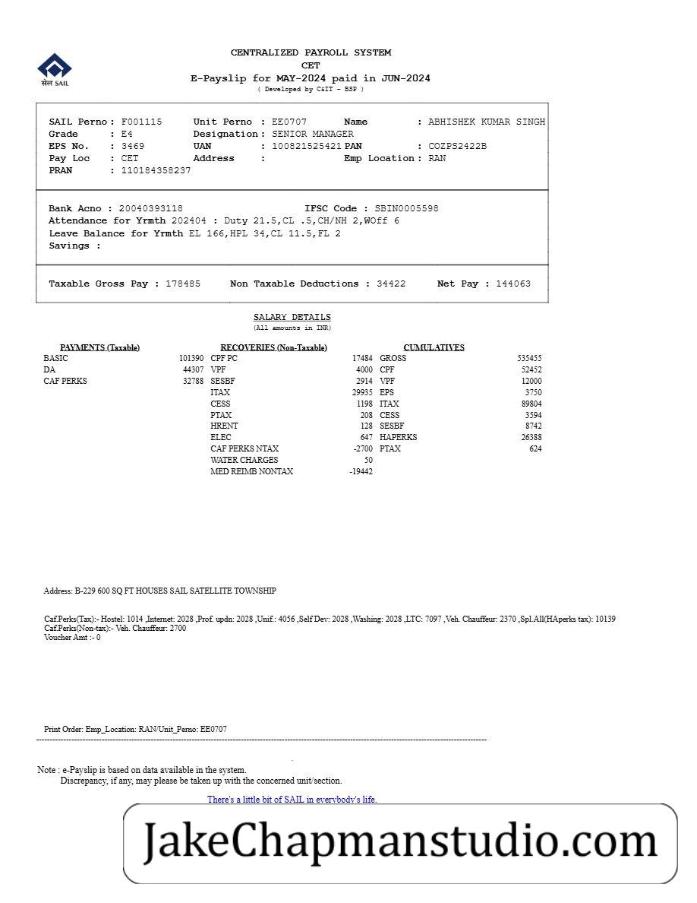 CENTRALIZED PAYROLL SYSTEM
CET
E-Payslip for MAY-2024 paid in JUN-2024
( Developed by C&IT - BSP )
सेल SAIL
SAIL Perno : F001115 Unit Perno : EE0707 Name : ABHISHEK KUMAR SINGH
Grade : E4 Designation : SENIOR MANAGER
EPS No. : 3469 UAN : 100821525421 PAN : COZPS2422B
Pay Loc : CET Address : Emp Location : RAN
PRAN : 110184358237
Bank Acno : 20040393118 IFSC Code : SBIN0005598
Attendance for Yrmth 202404 : Duty 21.5,CL .5,CH/NH 2,WOff 6
Leave Balance for Yrmth EL 166,HPL 34,CL 11.5,FL 2
Savings :
Taxable Gross Pay : 178485 Non Taxable Deductions : 34422 Net Pay : 144063
SALARY DETAILS
(All amounts in INR)
PAYMENTS (Taxable) RECOVERIES (Non-Taxable) CUMULATIVES
BASIC 101390 CPF PC 17484 GROSS 535455
DA 44307 VPF 4000 CPF 52452
CAF PERKS 32788 SESBF 2914 VPF 12000
ITAX 29935 EPS 3750
CESS 1198 ITAX 89804
PTAX 208 CESS 3594
HRENT 128 SESBF 8742
ELEC 647 HAPERKS 26388
CAF PERKS NTAX -2700 PTAX 624
WATER CHARGES 50
MED REIMB NONTAX -19442
Address: B-229 600 SQ FT HOUSES SAIL SATELLITE TOWNSHIP
Caf.Perks(Tax):- Hostel: 1014 ,Internet: 2028 ,Prof. updn: 2028 ,Unif.: 4056 ,Self Dev: 2028 ,Washing: 2028 ,LTC: 7097 ,Veh. Chauffeur: 2370 ,Spl.All(HAperks tax): 10139
Caf.Perks(Non-tax):- Veh. Chauffeur: 2700
Voucher Amt :- 0
Print Order: Emp_Location: RAN/Unit_Perno: EE0707
Note : e-Payslip is based on data available in the system.
Discrepancy, if any, may please be taken up with the concerned unit/section.
There's a little bit of SAIL in everybody's life.
JakeChapmanstudio.com